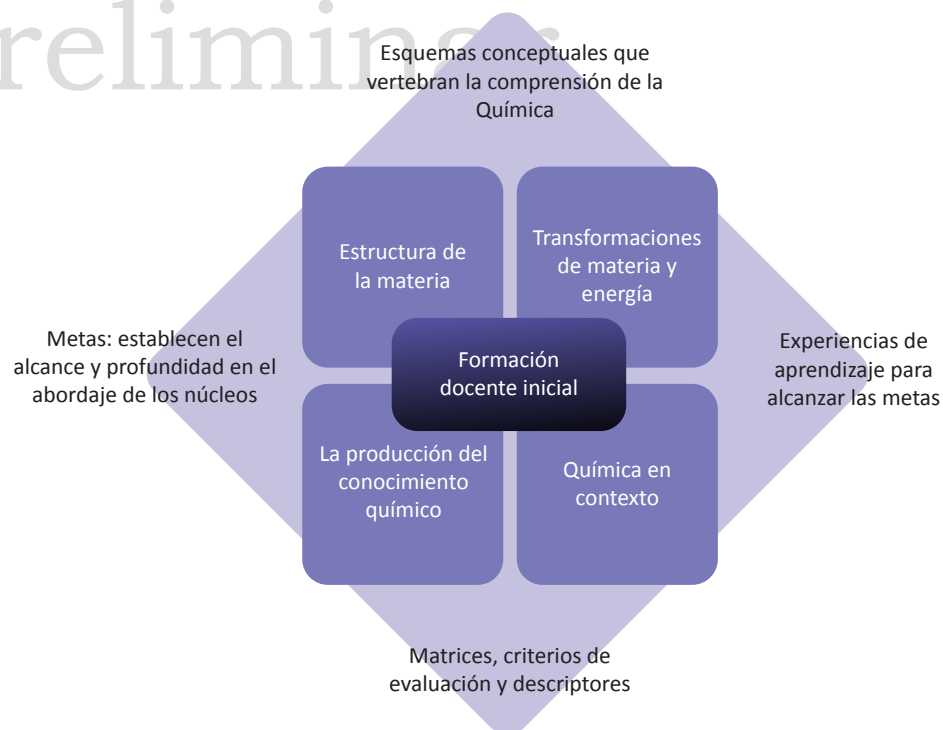 reliminar
Esquemas conceptuales que
vertebran la comprensión de la
Química
Estructura de
la materia
Transformaciones
de materia y
energía
Metas: establecen el
alcance y profundidad en el
abordaje de los núcleos
Formación
docente inicial
Experiencias de
aprendizaje para
alcanzar las metas
La producción del
conocimiento
químico
Química en
contexto
Matrices, criterios de
evaluación y descriptores